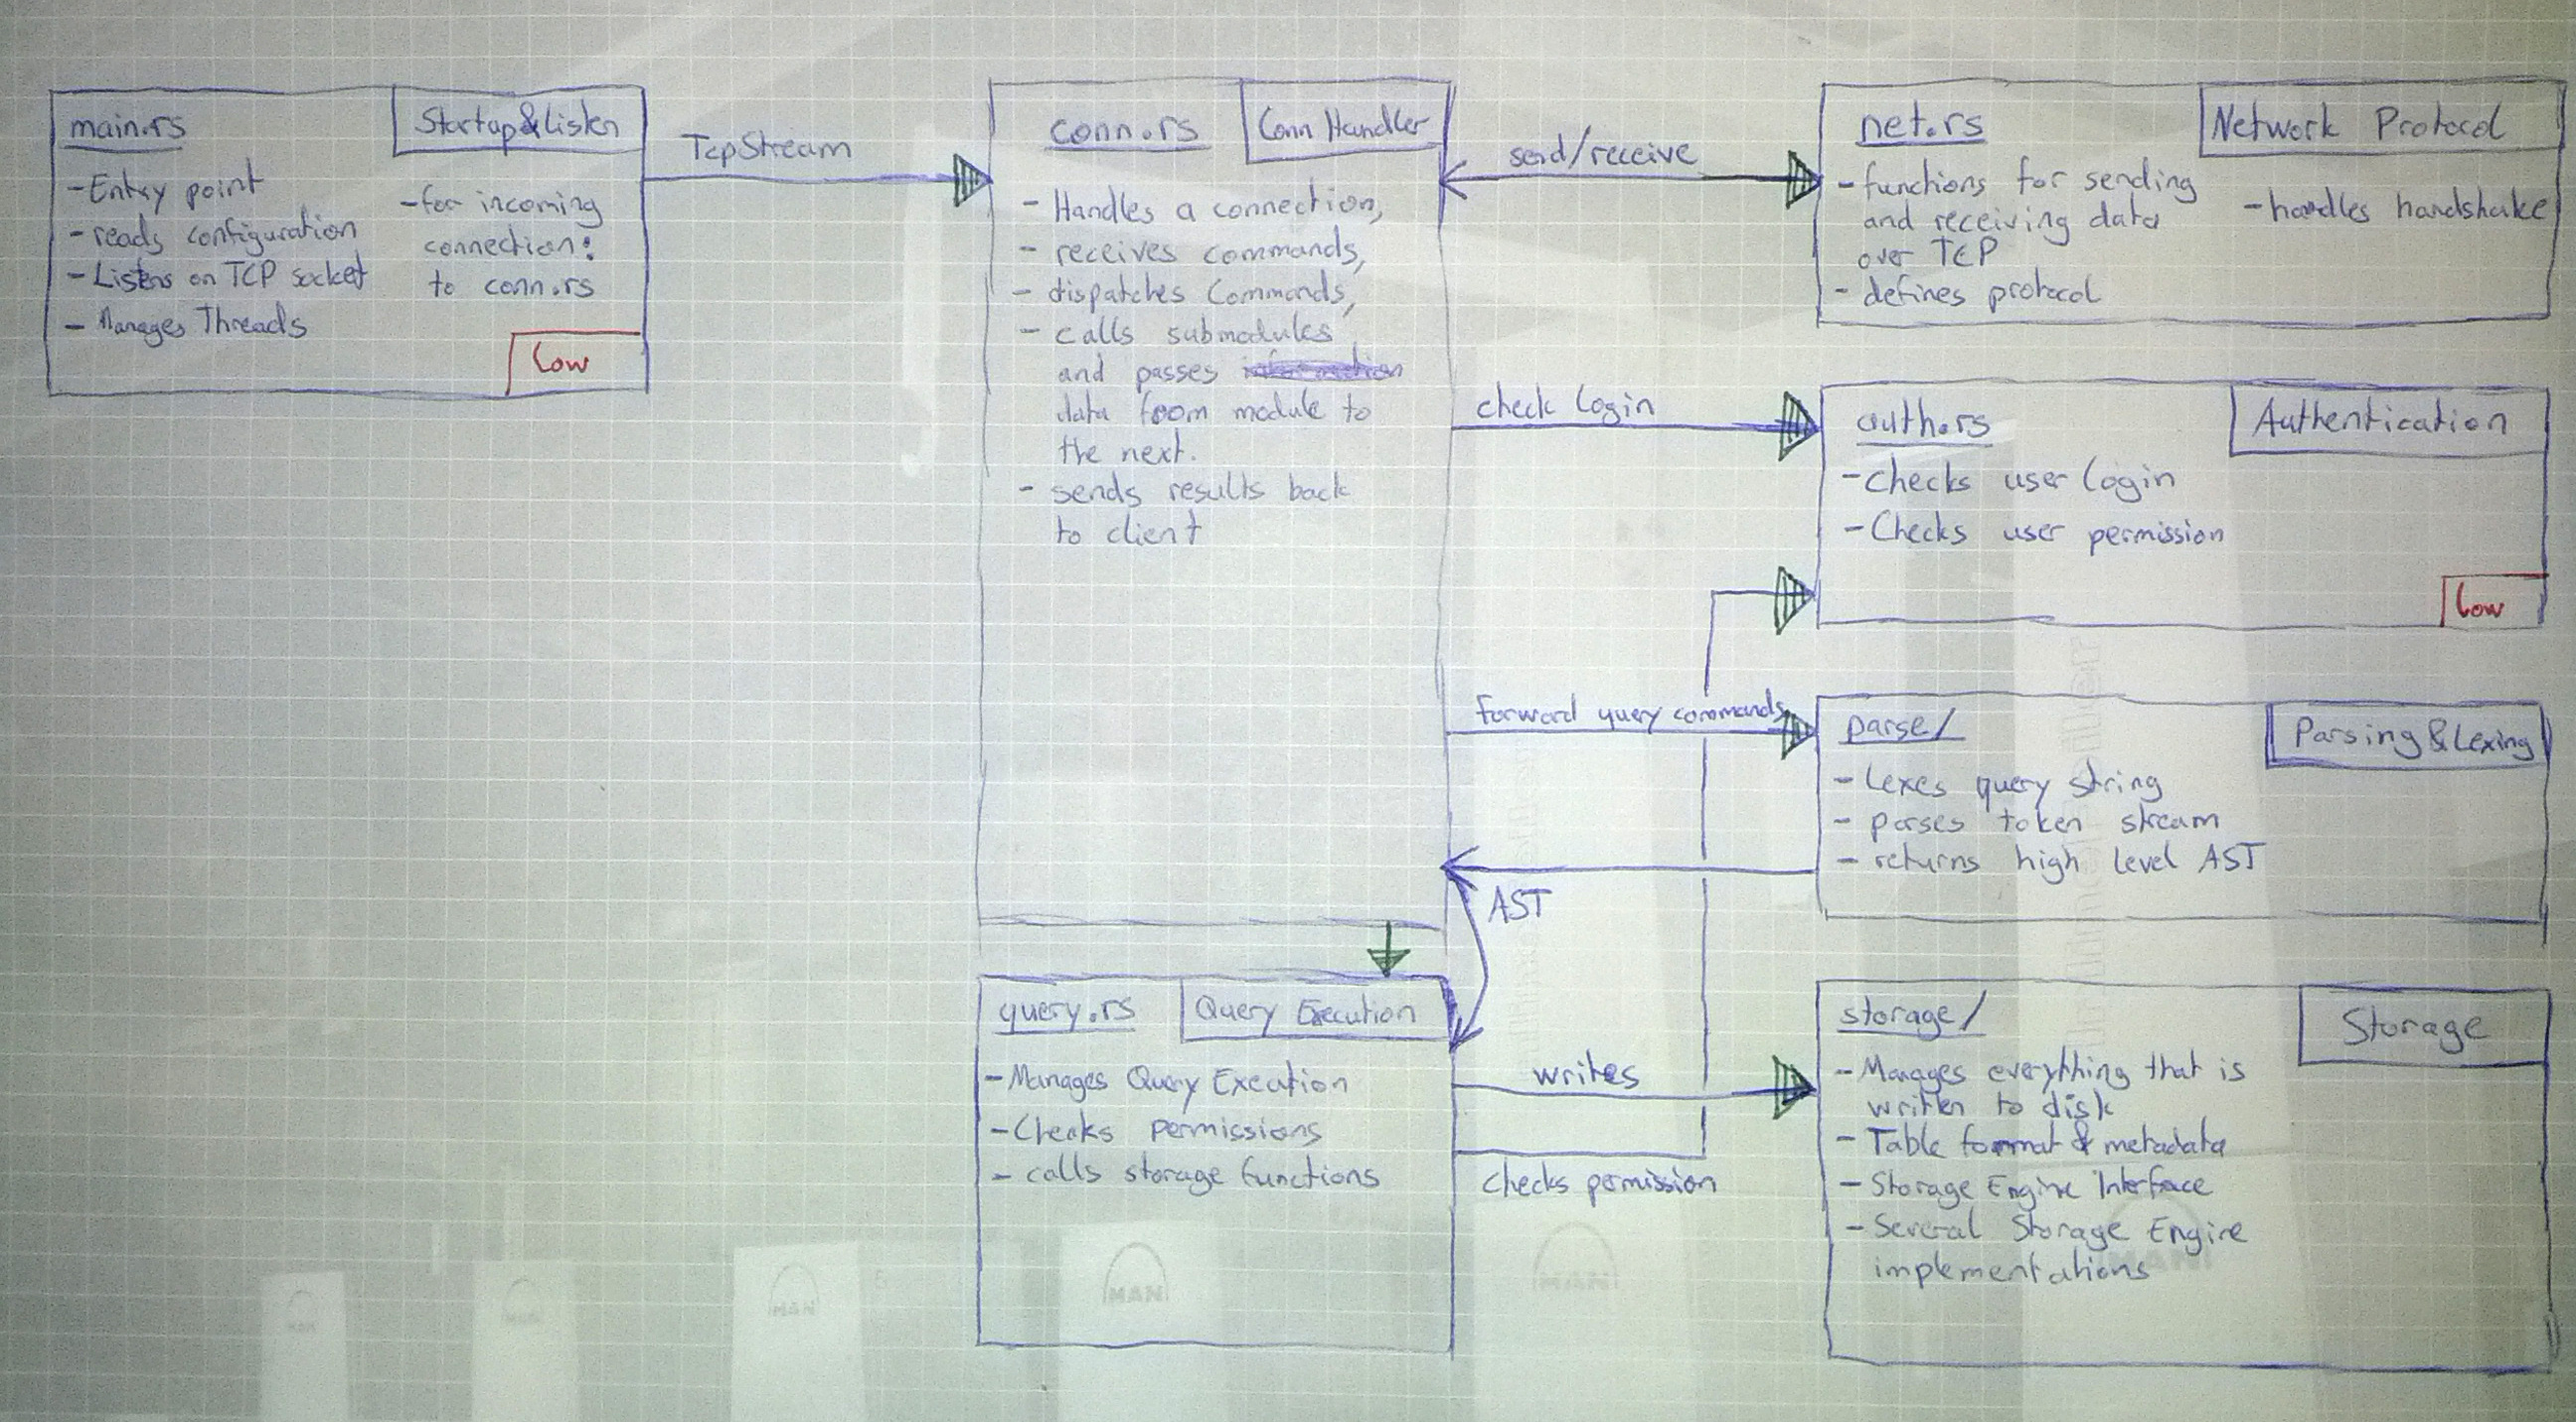 main.rs
Startup&Listen
- Entry point
- reads configuration
- Listens on TCP socket
- Manages Threads
- for incoming
connection:
to conn.rs
Low
TcpStream
conn.rs
Conn Handler
- Handles a connection,
- receives commands,
- dispatches Commands,
- calls submodules
and passes
data from module to
the next.
- sends results back
to client
send/receive
net.rs
Network Protocol
- functions for sending
and receiving data
over TCP
- defines protocol
- handles handshake
check Login
auth.rs
Authentication
- Checks user login
- Checks user permission
Low
forward query commands
parse/
Parsing & Lexing
- Lexes query string
- parses token stream
- returns high level AST
AST
query.rs
Query Execution
- Manages Query Execution
- Checks permissions
- calls storage functions
writes
checks permission
storage/
Storage
- Manages everything that is
written to disk
- Table format & metadata
- Storage Engine Interface
- Several Storage Engine
implementations
MAN
MAN
MAN